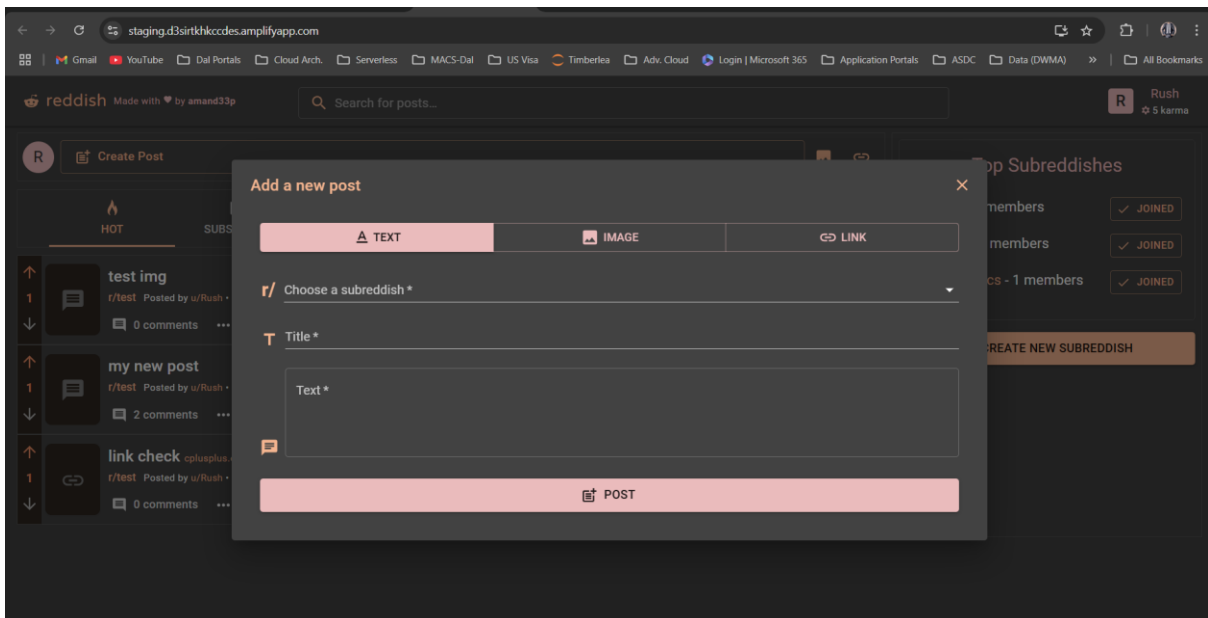 staging.d3sirtkhkccdes.amplifyapp.com
Gmail YouTube Dal Portals Cloud Arch. Serverless MACS-Dal US Visa Timberlea Adv. Cloud Login | Microsoft 365 Application Portals ASDC Data (DWMA) » All Bookmarks
reddish Made with ♥ by amand33p Search for posts... R Rush
5 karma
R Create Post
op Subreddishes
Add a new post
members JOINED
HOT SUBS
A TEXT IMAGE LINK
members JOINED
test img
r/ Choose a subreddish *
cs - 1 members JOINED
1 r/test Posted by u/Rush •
0 comments •••
T Title *
REATE NEW SUBREDDISH
my new post
1 r/test Posted by u/Rush •
Text *
2 comments •••
link check cplusplus.
1 r/test Posted by u/Rush •
POST
0 comments •••